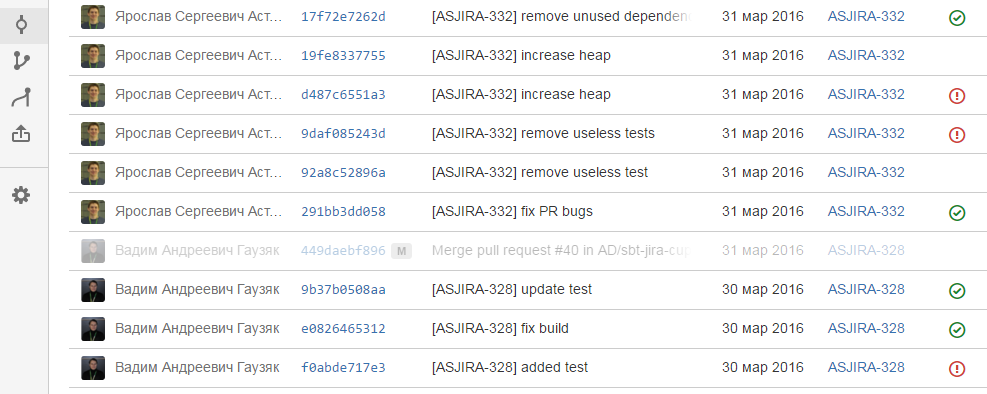 Ярослав Сергеевич Аст... 17f72e7262d [ASJIRA-332] remove unused 31 мар 2016 ASJIRA-332
Ярослав Сергеевич Аст... 19fe8337755 [ASJIRA-332] increase heap 31 мар 2016 ASJIRA-332
Ярослав Сергеевич Аст... d487c6551a3 [ASJIRA-332] increase heap 31 мар 2016 ASJIRA-332
Ярослав Сергеевич Аст... 9daf085243d [ASJIRA-332] remove useless tests 31 мар 2016 ASJIRA-332
Ярослав Сергеевич Аст... 92a8c52896a [ASJIRA-332] remove useless test 31 мар 2016 ASJIRA-332
Ярослав Сергеевич Аст... 291bb3dd058 [ASJIRA-332] fix PR bugs 31 мар 2016 ASJIRA-332
Вадим Андреевич Гаузяк 449daebf896 M Merge pull request #40 in AD/sbt-jira-cup 31 мар 2016 ASJIRA-328
Вадим Андреевич Гаузяк 9b37b0508aa [ASJIRA-328] update test 30 мар 2016 ASJIRA-328
Вадим Андреевич Гаузяк e0826465312 [ASJIRA-328] fix build 30 мар 2016 ASJIRA-328
Вадим Андреевич Гаузяк f0abde717e3 [ASJIRA-328] added test 30 мар 2016 ASJIRA-328